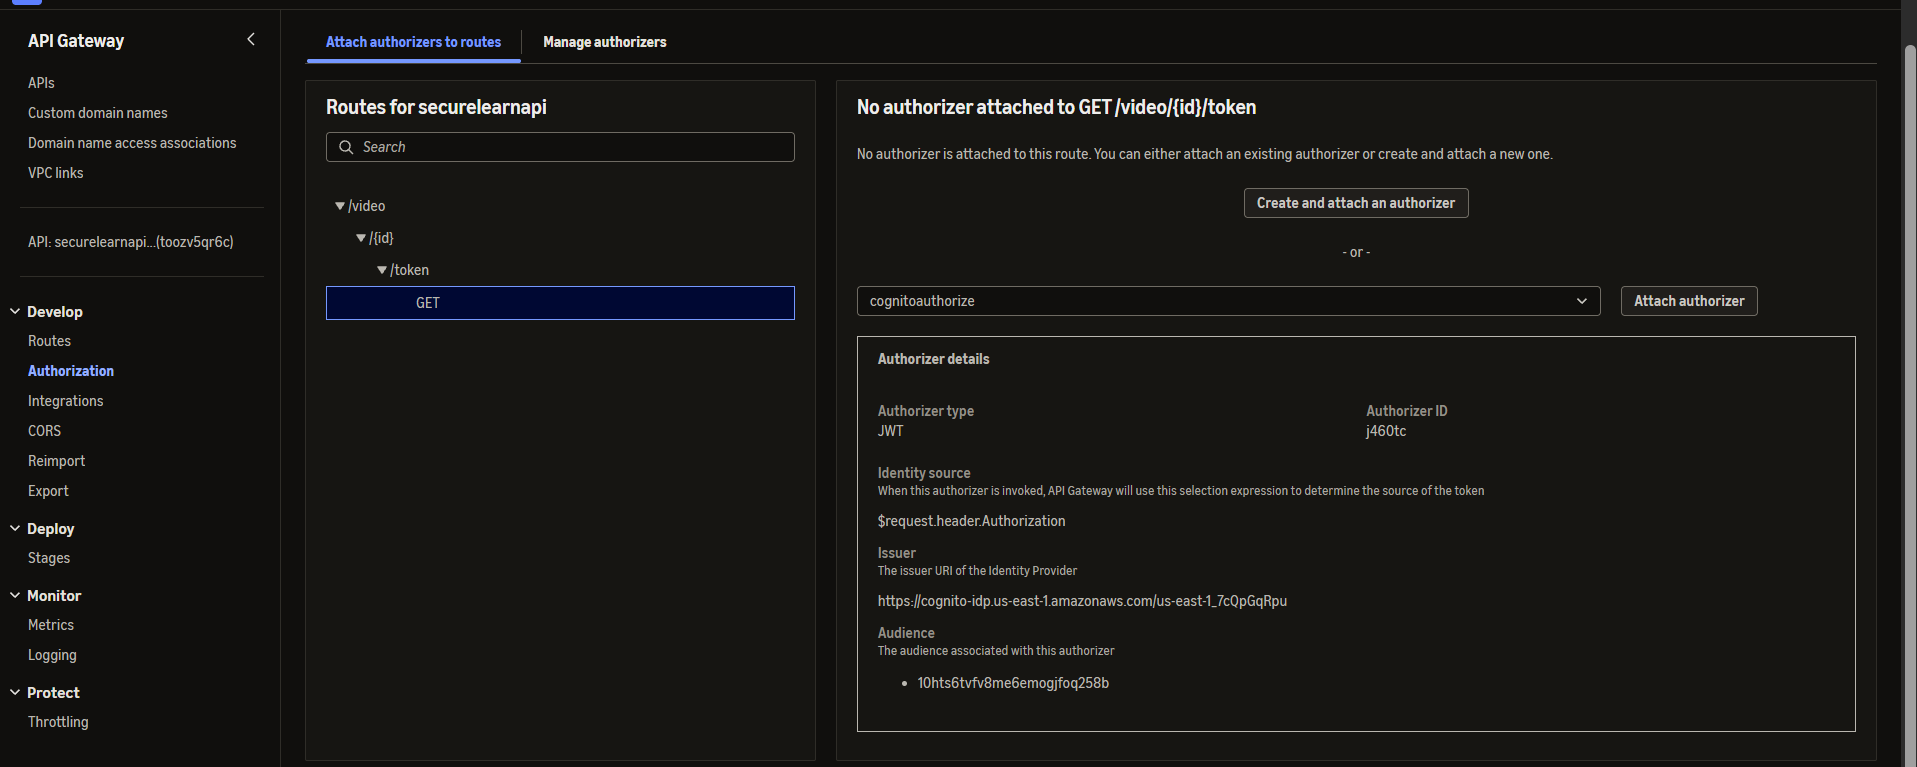 API Gateway
APIs
Custom domain names
Domain name access associations
VPC links
API: securelearnapi...(toozv5qr6c)
Develop
Routes
Authorization
Integrations
CORS
Reimport
Export
Deploy
Stages
Monitor
Metrics
Logging
Protect
Throttling
Attach authorizers to routes
Manage authorizers
Routes for securelearnapi
Search
/video
/{id}
/token
GET
No authorizer attached to GET /video/{id}/token
No authorizer is attached to this route. You can either attach an existing authorizer or create and attach a new one.
Create and attach an authorizer
- or -
cognitoauthorize
Attach authorizer
Authorizer details
Authorizer type
JWT
Authorizer ID
j460tc
Identity source
When this authorizer is invoked, API Gateway will use this selection expression to determine the source of the token
$request.header.Authorization
Issuer
The issuer URI of the Identity Provider
https://cognito-idp.us-east-1.amazonaws.com/us-east-1_7cQpGqRpu
Audience
The audience associated with this authorizer
• 10hts6tvfv8me6emogjfoq258b